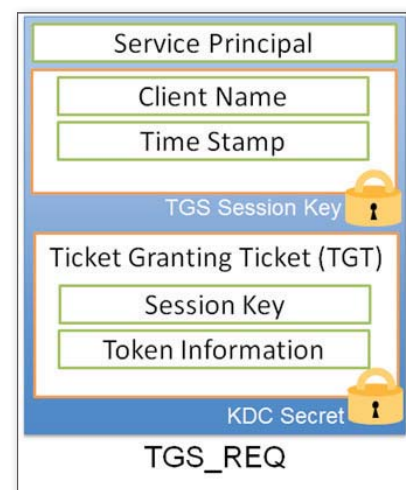 Service Principal
Client Name
Time Stamp
TGS Session Key
Ticket Granting Ticket (TGT)
Session Key
Token Information
KDC Secret
TGS_REQ